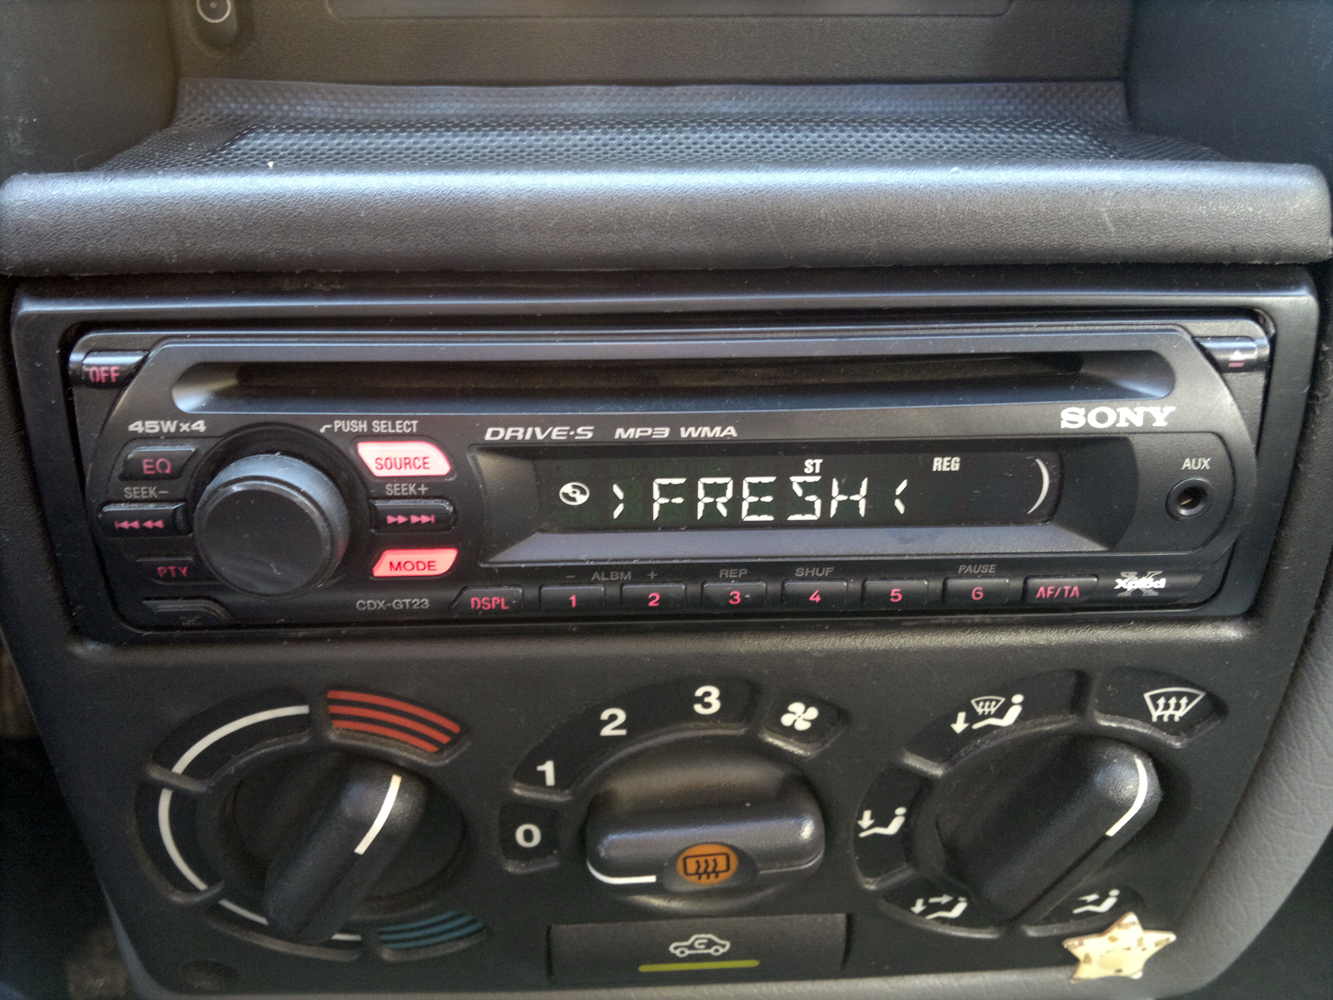 OFF
45W×4
PUSH SELECT
DRIVE·S MP3 WMA
SONY
EQ
SOURCE
ST
REG
AUX
SEEK−
SEEK+
>FRESH<
PTY
MODE
CDX-GT23
DSPL
− ALBM +
REP
SHUF
PAUSE
1
2
3
4
5
6
AF/TA
Xplod
0
1
2
3